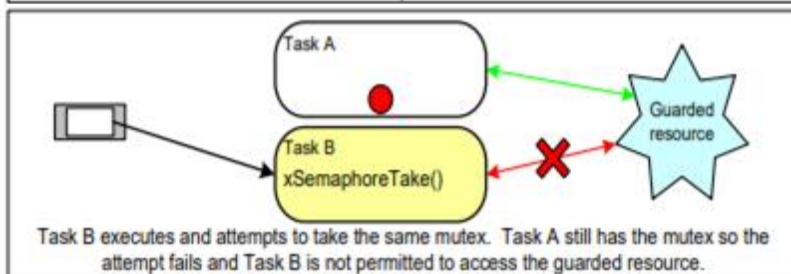 Task A
Guarded
resource
Task B
xSemaphoreTake()
Task B executes and attempts to take the same mutex. Task A still has the mutex so the
attempt fails and Task B is not permitted to access the guarded resource.